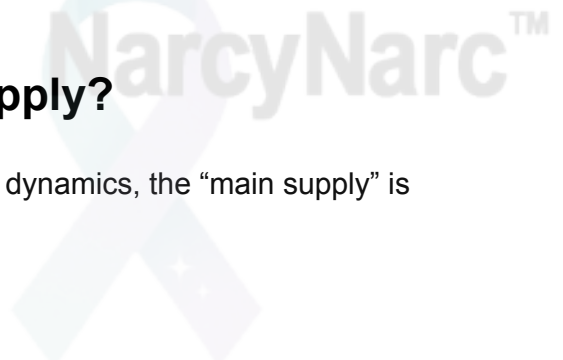 NarcyNarc™
pply?
dynamics, the “main supply” is